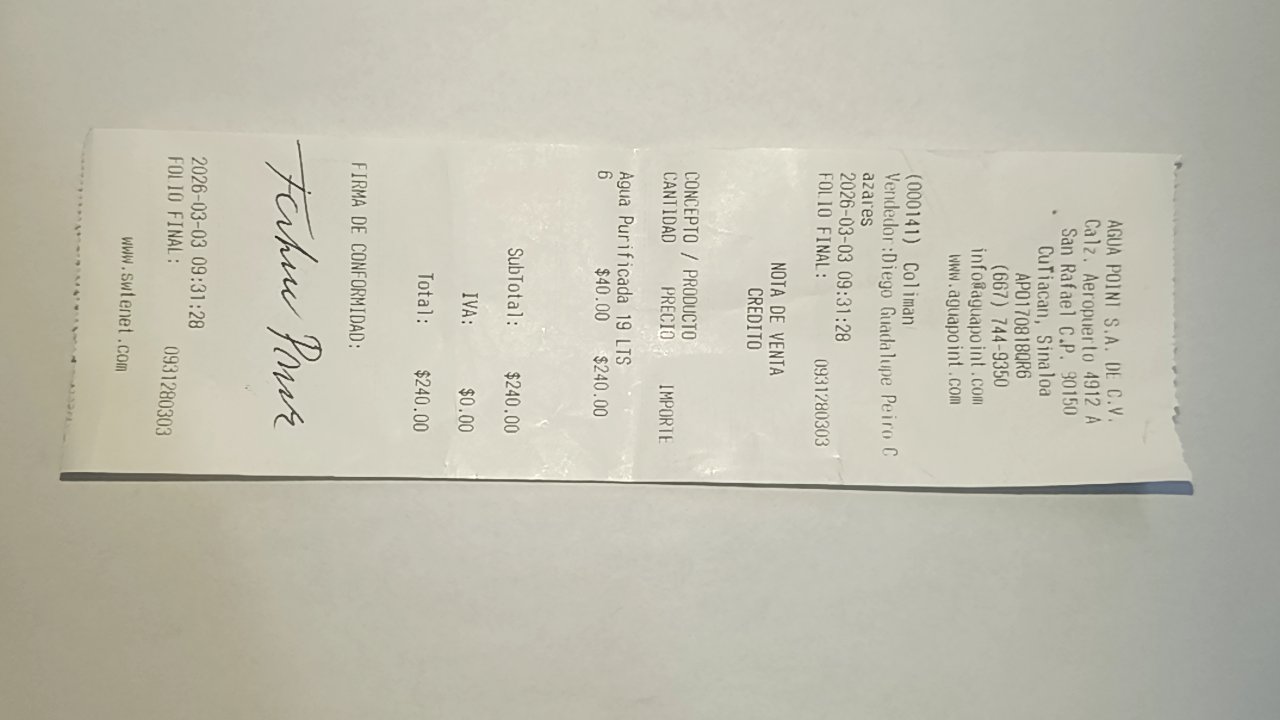 AGUA POINT S.A. DE C.V.
Calz. Aeropuerto 4912 A
San Rafael C.P. 90150
Culiacan, Sinaloa
APO170818QR6
(667) 744-9350
info@aguapoint.com
www.aguapoint.com
(000141) Coliman
Vendedor:Diego Guadalupe Peiro C
azares
2026-03-03 09:31:28
FOLIO FINAL: 0931280303
NOTA DE VENTA
CREDITO
CONCEPTO / PRODUCTO
CANTIDAD PRECIO IMPORTE
Agua Purificada 19 LTS
6 $40.00 $240.00
SubTotal: $240.00
IVA: $0.00
Total: $240.00
FIRMA DE CONFORMIDAD:
2026-03-03 09:31:28
FOLIO FINAL: 0931280303
www.swtenet.com